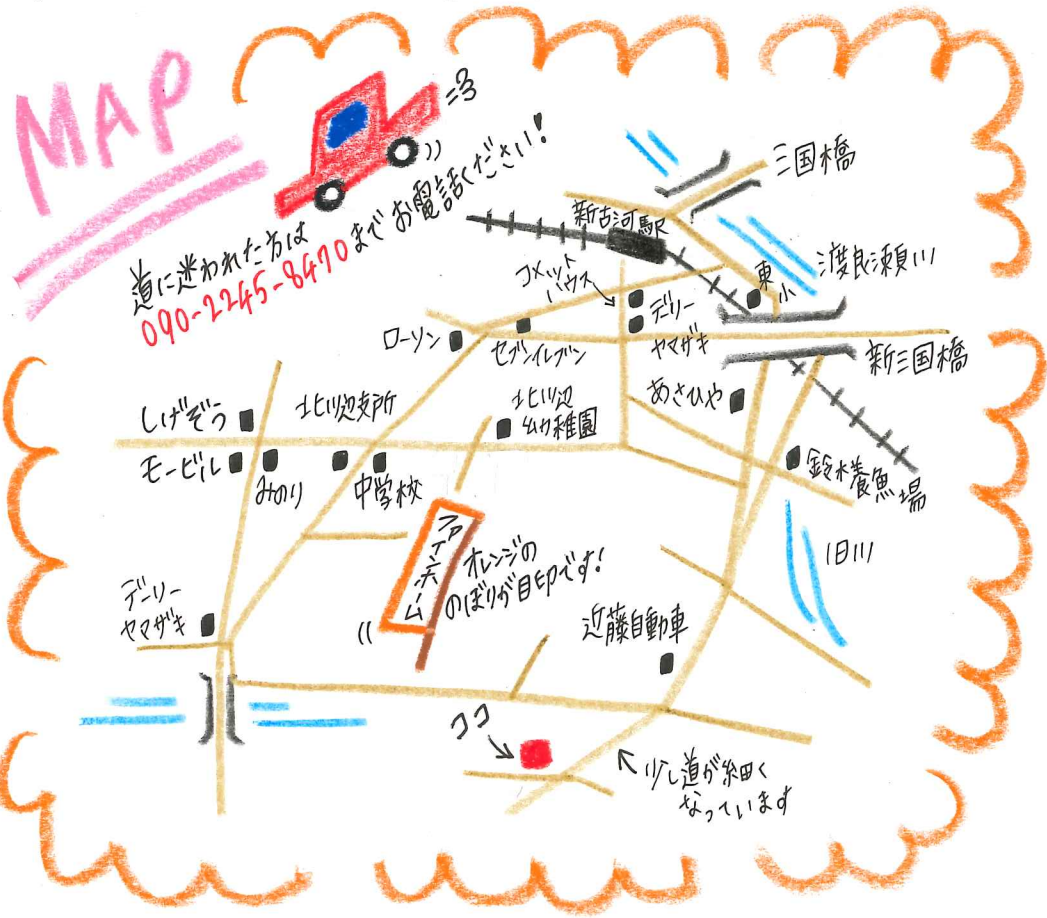 MAP
道に迷われた方は
090-2245-8470までお電話ください!
三国橋
新古河駅
渡良瀬川
コメット
ハウス
東小
デーリー
ヤマザキ
ローソン
セブンイレブン
新三国橋
あさひや
しげぞう
北川辺支所
北川辺
幼稚園
モービル
みのり
中学校
鈴木養魚場
ファインホーム
オレンジの
のぼりが目印です!
旧川
デーリー
ヤマザキ
近藤自動車
ココ
少し道が細く
なっています